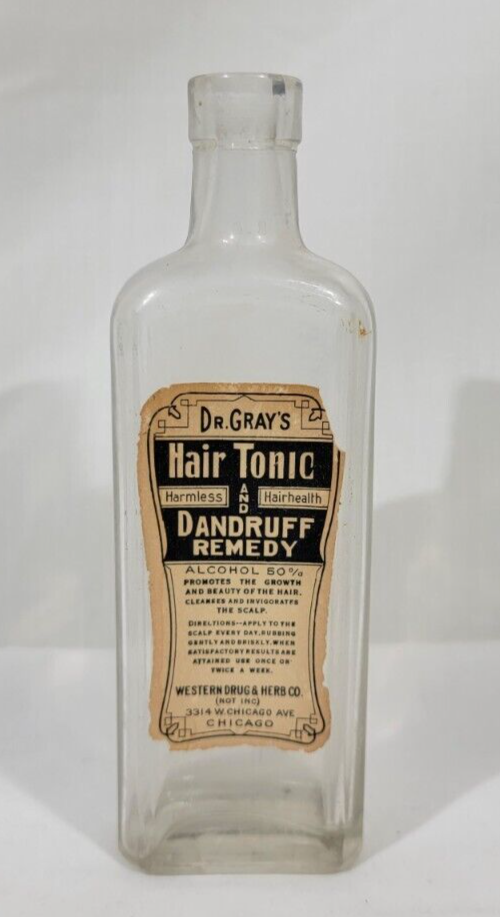 DR. GRAY'S
Hair Tonic
Harmless AND Hairhealth
DANDRUFF
REMEDY
ALCOHOL 50%
PROMOTES THE GROWTH
AND BEAUTY OF THE HAIR.
CLEANSES AND INVIGORATES
THE SCALP.
DIRECTIONS--APPLY TO THE
SCALP EVERY DAY, RUBBING
GENTLY AND BRISKLY. WHEN
SATISFACTORY RESULTS ARE
ATTAINED USE ONCE OR
TWICE A WEEK.
WESTERN DRUG & HERB CO.
(NOT INC)
3314 W. CHICAGO AVE
CHICAGO